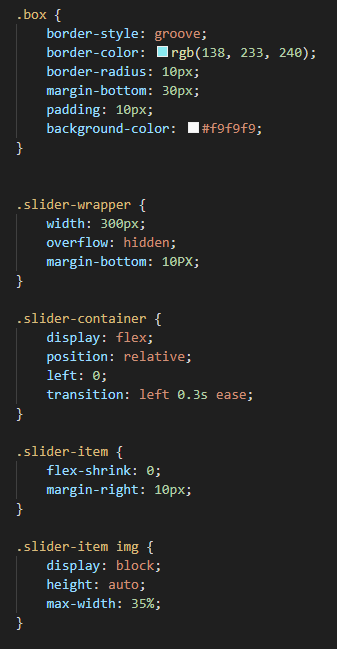 .box {
    border-style: groove;
    border-color: rgb(138, 233, 240);
    border-radius: 10px;
    margin-bottom: 30px;
    padding: 10px;
    background-color: #f9f9f9;
}
.slider-wrapper {
    width: 300px;
    overflow: hidden;
    margin-bottom: 10PX;
}
.slider-container {
    display: flex;
    position: relative;
    left: 0;
    transition: left 0.3s ease;
}
.slider-item {
    flex-shrink: 0;
    margin-right: 10px;
}
.slider-item img {
    display: block;
    height: auto;
    max-width: 35%;
}